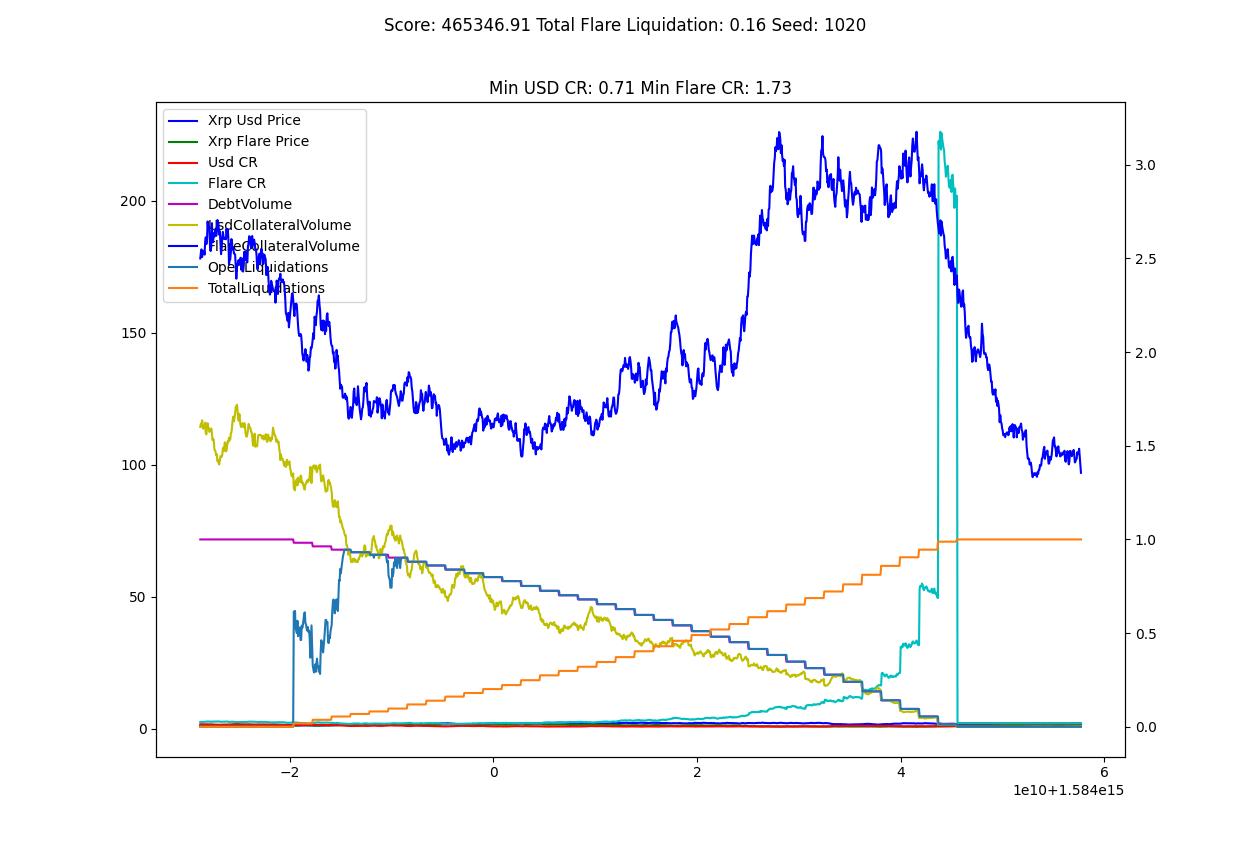 Score: 465346.91 Total Flare Liquidation: 0.16 Seed: 1020
Min USD CR: 0.71 Min Flare CR: 1.73
Xrp Usd Price
Xrp Flare Price
Usd CR
Flare CR
DebtVolume
UsdCollateralVolume
FlareCollateralVolume
OpenLiquidations
TotalLiquidations
200
150
100
50
0
3.0
2.5
2.0
1.5
1.0
0.5
0.0
−2
0
2
4
6
1e10+1.584e15